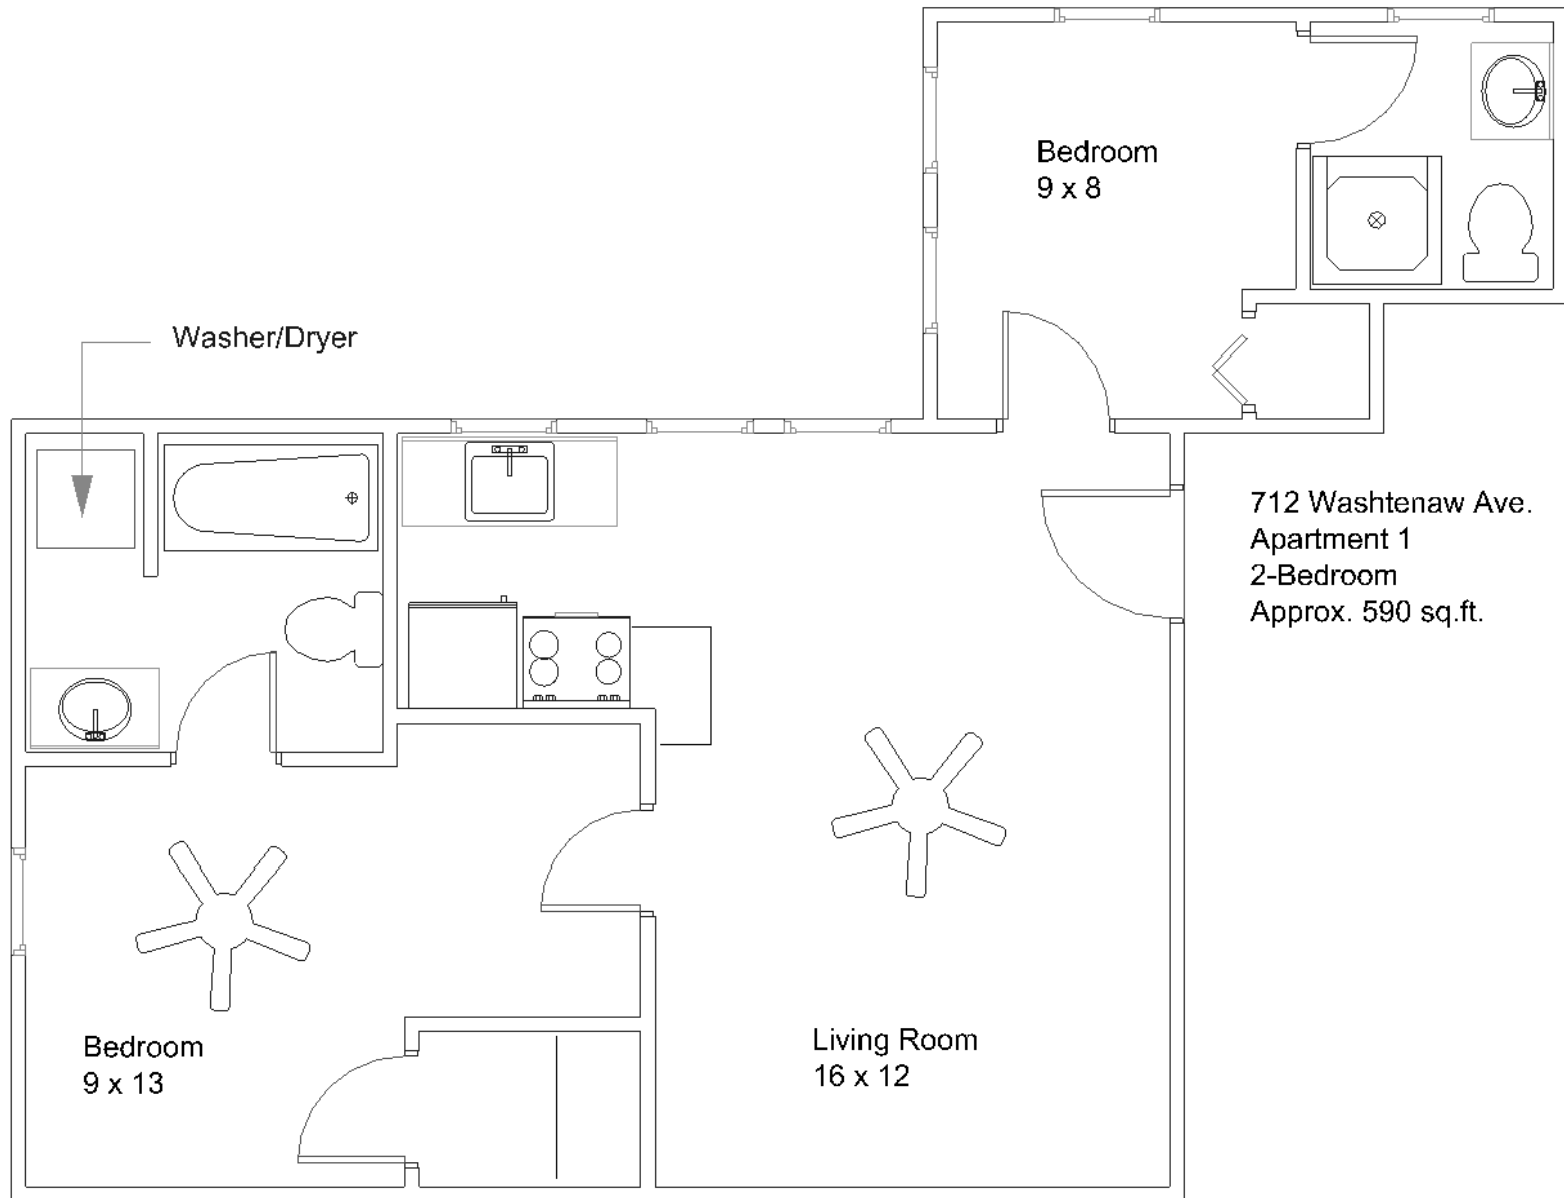 Bedroom
9 x 8
Washer/Dryer
712 Washtenaw Ave.
Apartment 1
2-Bedroom
Approx. 590 sq.ft.
Bedroom
9 x 13
Living Room
16 x 12